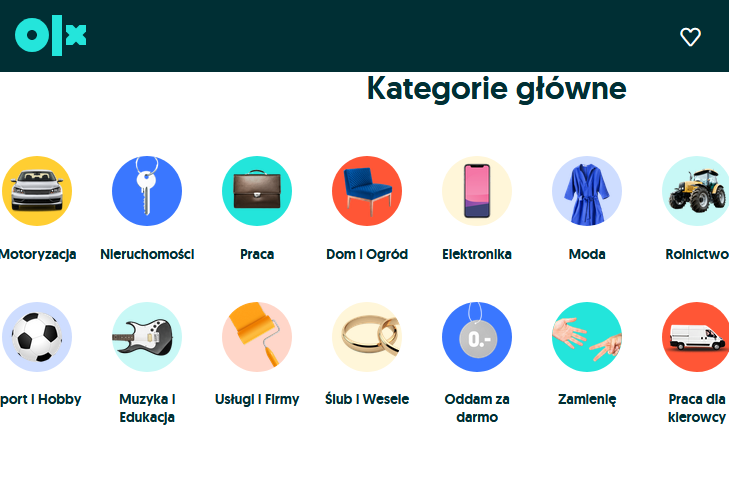 olx
Kategorie główne
Motoryzacja
Nieruchomości
Praca
Dom i Ogród
Elektronika
Moda
Rolnictwo
port i Hobby
Muzyka i
Edukacja
Usługi i Firmy
Ślub i Wesele
0.-
Oddam za
darmo
Zamienię
Praca dla
kierowcy